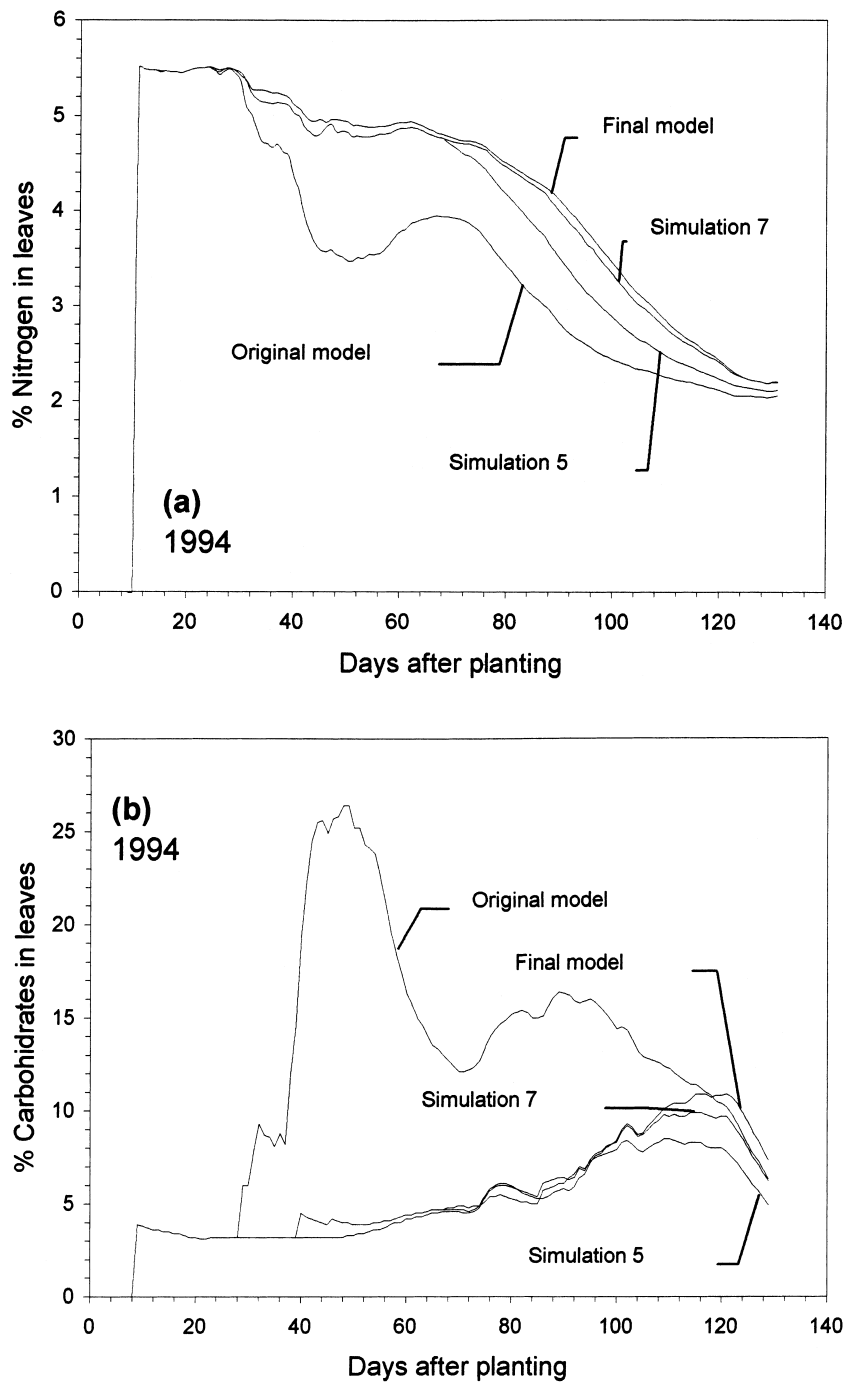 6
5
4
3
2
1
0
% Nitrogen in leaves
Final model
Simulation 7
Original model
Simulation 5
(a)
1994
0 20 40 60 80 100 120 140
Days after planting
30
25
20
15
10
5
0
% Carbohidrates in leaves
(b)
1994
Original model
Final model
Simulation 7
Simulation 5
0 20 40 60 80 100 120 140
Days after planting